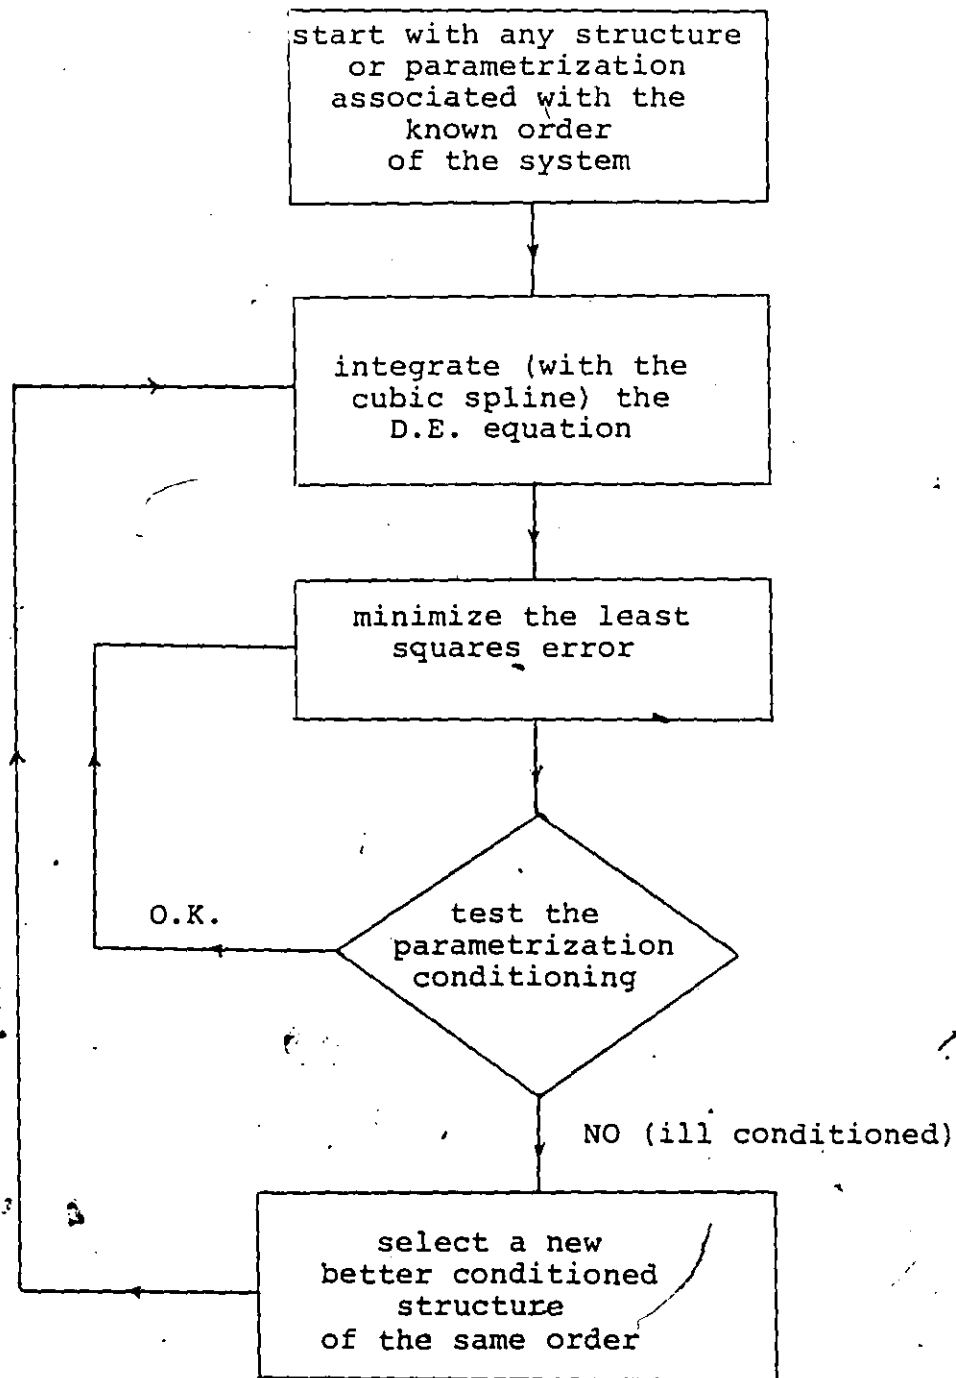 start with any structure
or parametrization
associated with the
known order
of the system
integrate (with the
cubic spline) the
D.E. equation
minimize the least
squares error
O.K.
test the
parametrization
conditioning
NO (ill conditioned)
select a new
better conditioned
structure
of the same order